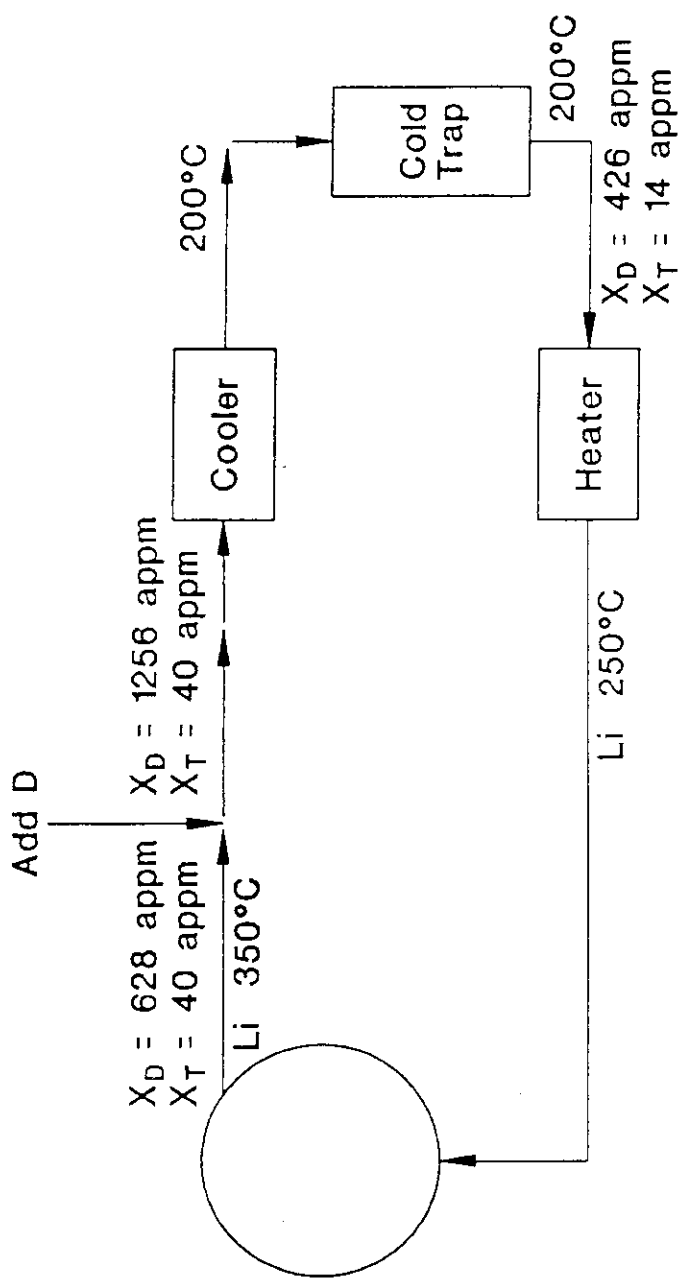 Add D
X_D = 628 appm
X_T = 40 appm
Li 350°C
X_D = 1256 appm
X_T = 40 appm
Cooler
200°C
Cold
Trap
200°C
X_D = 426 appm
X_T = 14 appm
Heater
Li 250°C